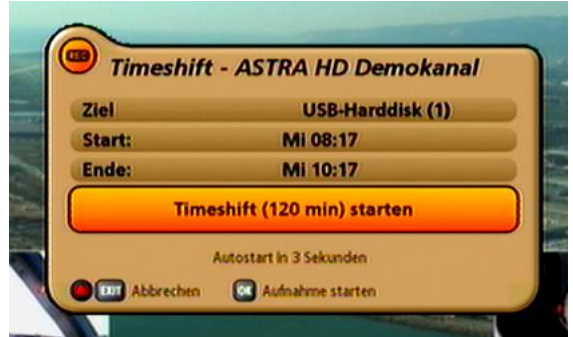 REC
Timeshift - ASTRA HD Demokanal
Ziel USB-Harddisk (1)
Start: Mi 08:17
Ende: Mi 10:17
Timeshift (120 min) starten
Autostart in 3 Sekunden
EXIT Abbrechen OK Aufnahme starten